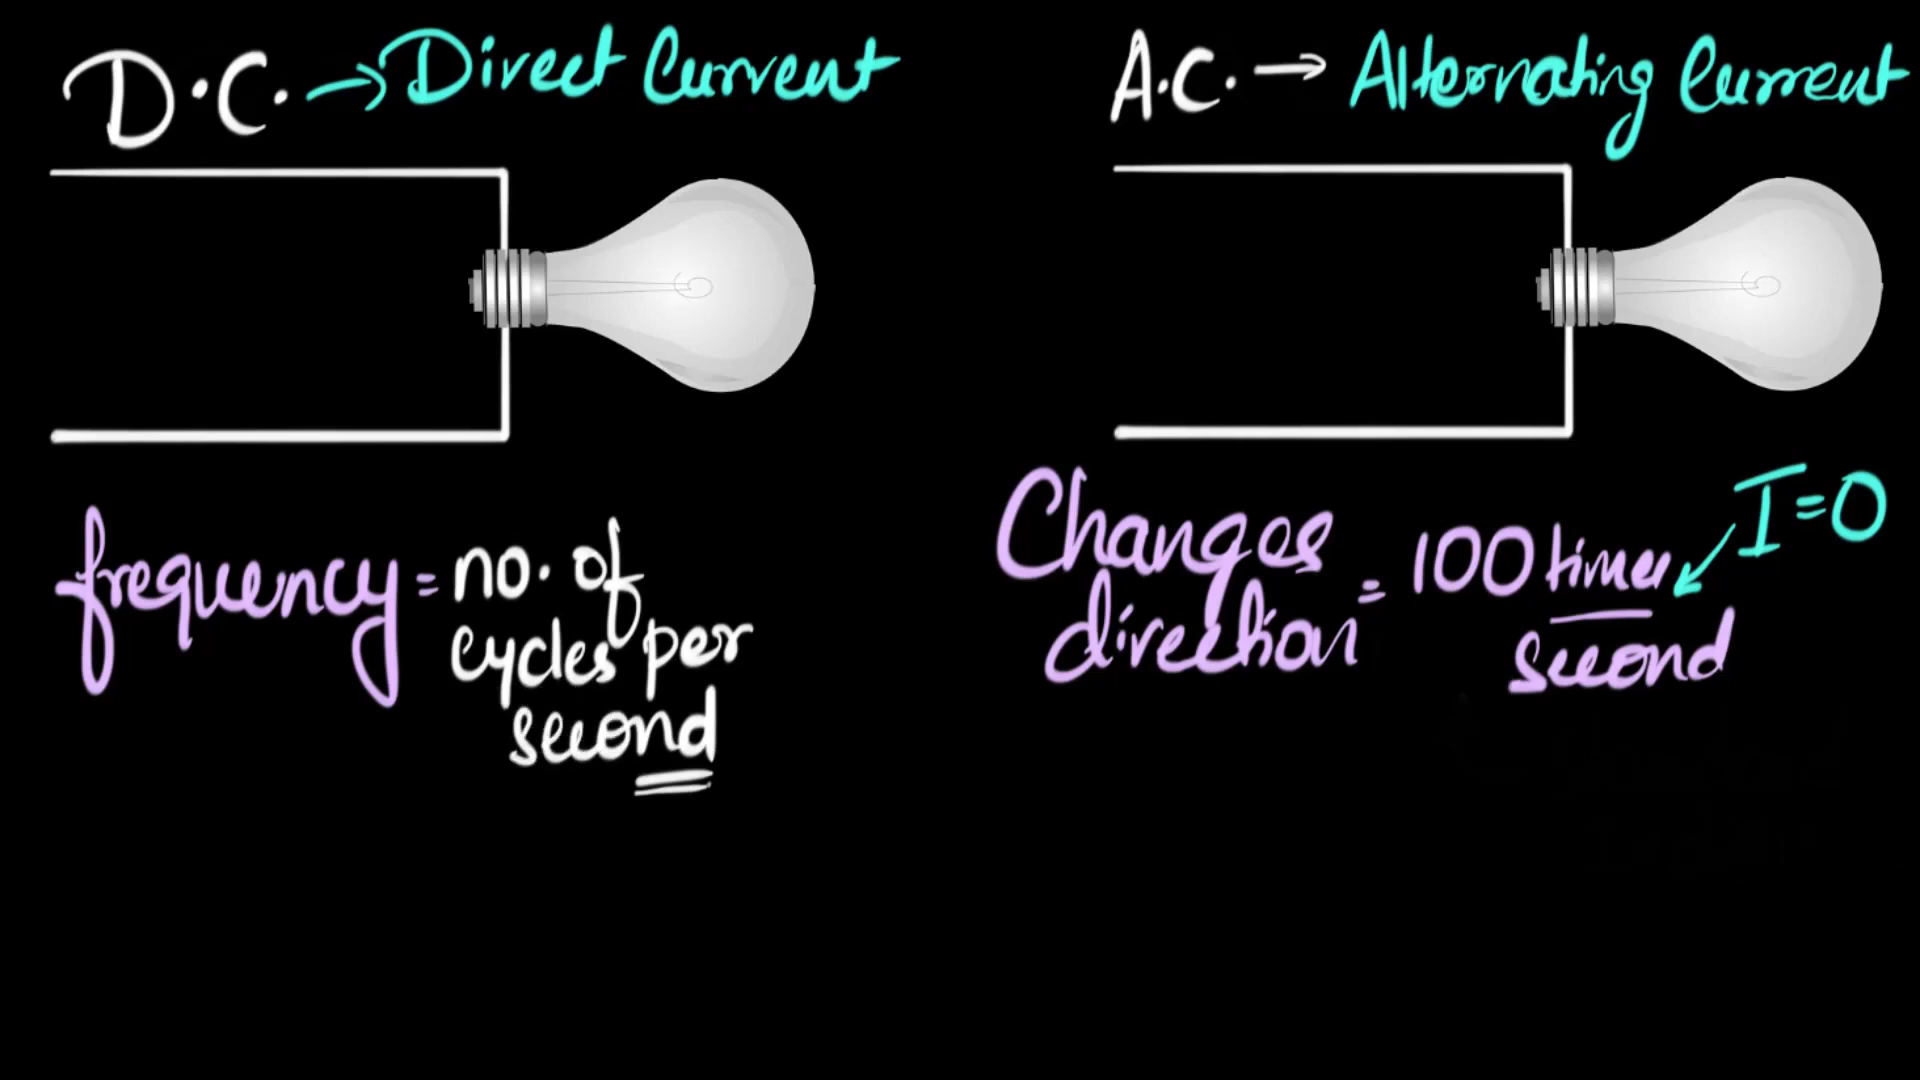 D.C. → Direct Current
A.C. → Alternating Current
frequency = no. of
cycles per
second
I=0
Changes
direction = 100 times
second